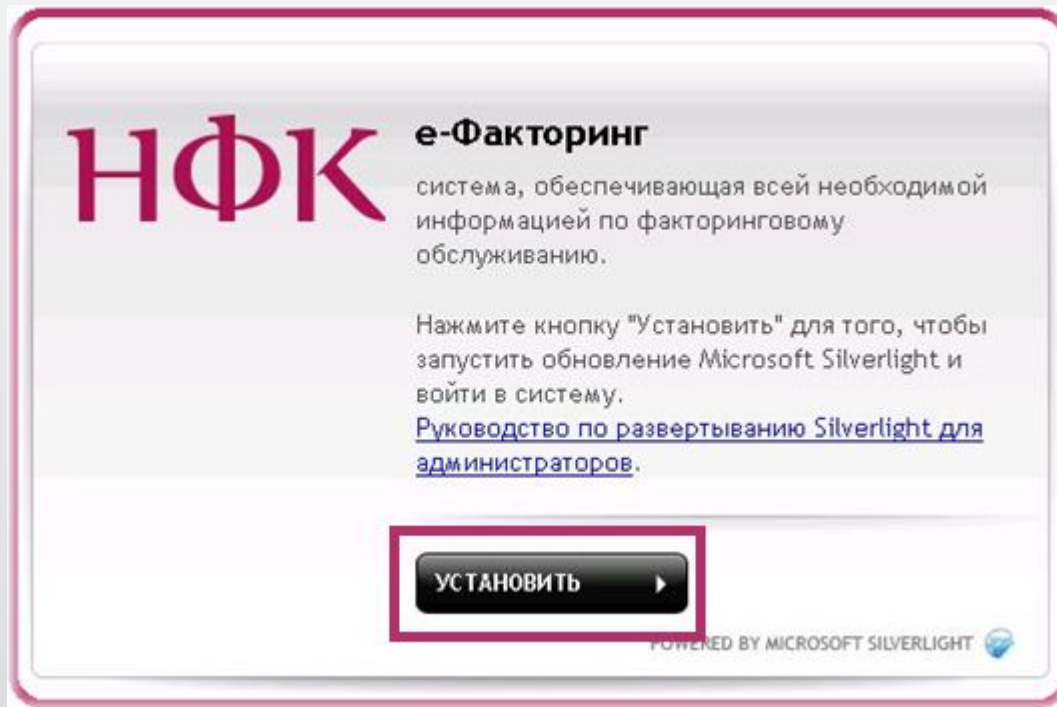 НФК
е-Факторинг
система, обеспечивающая всей необходимой
информацией по факторинговому
обслуживанию.
Нажмите кнопку "Установить" для того, чтобы
запустить обновление Microsoft Silverlight и
войти в систему.
Руководство по развертыванию Silverlight для
администраторов.
УСТАНОВИТЬ
POWERED BY MICROSOFT SILVERLIGHT